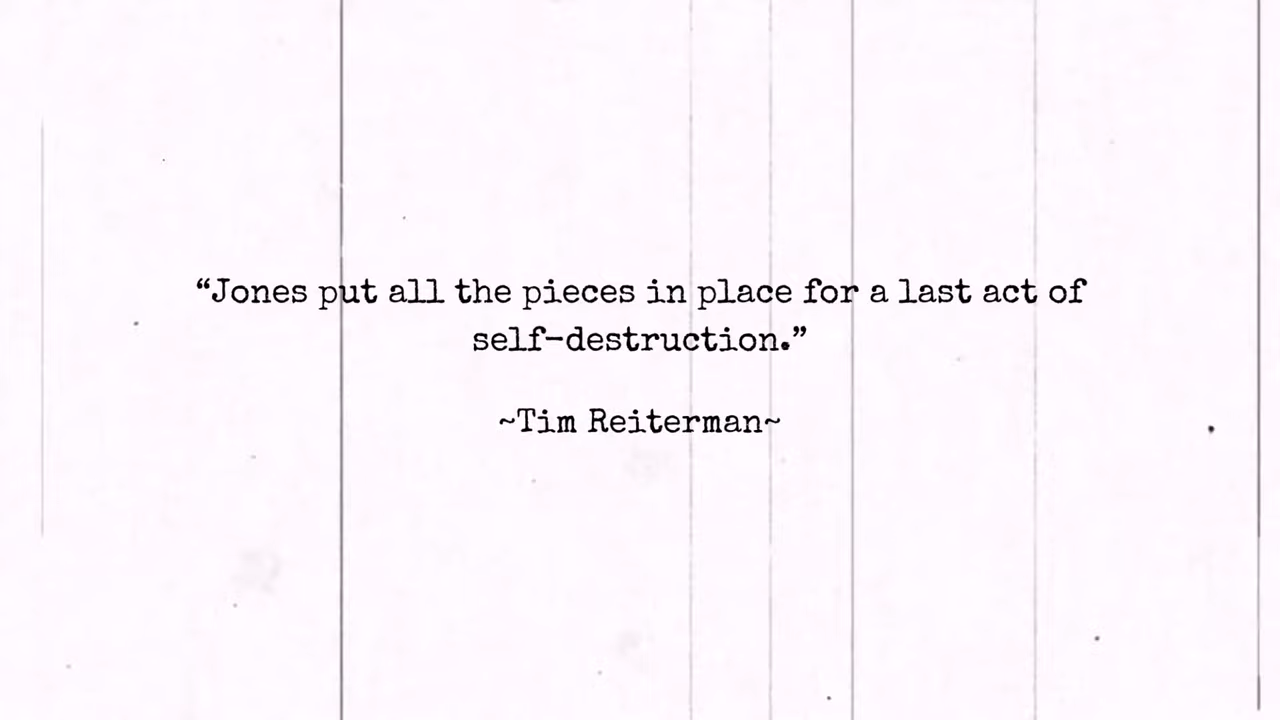 “Jones put all the pieces in place for a last act of
self-destruction.”
~Tim Reiterman~